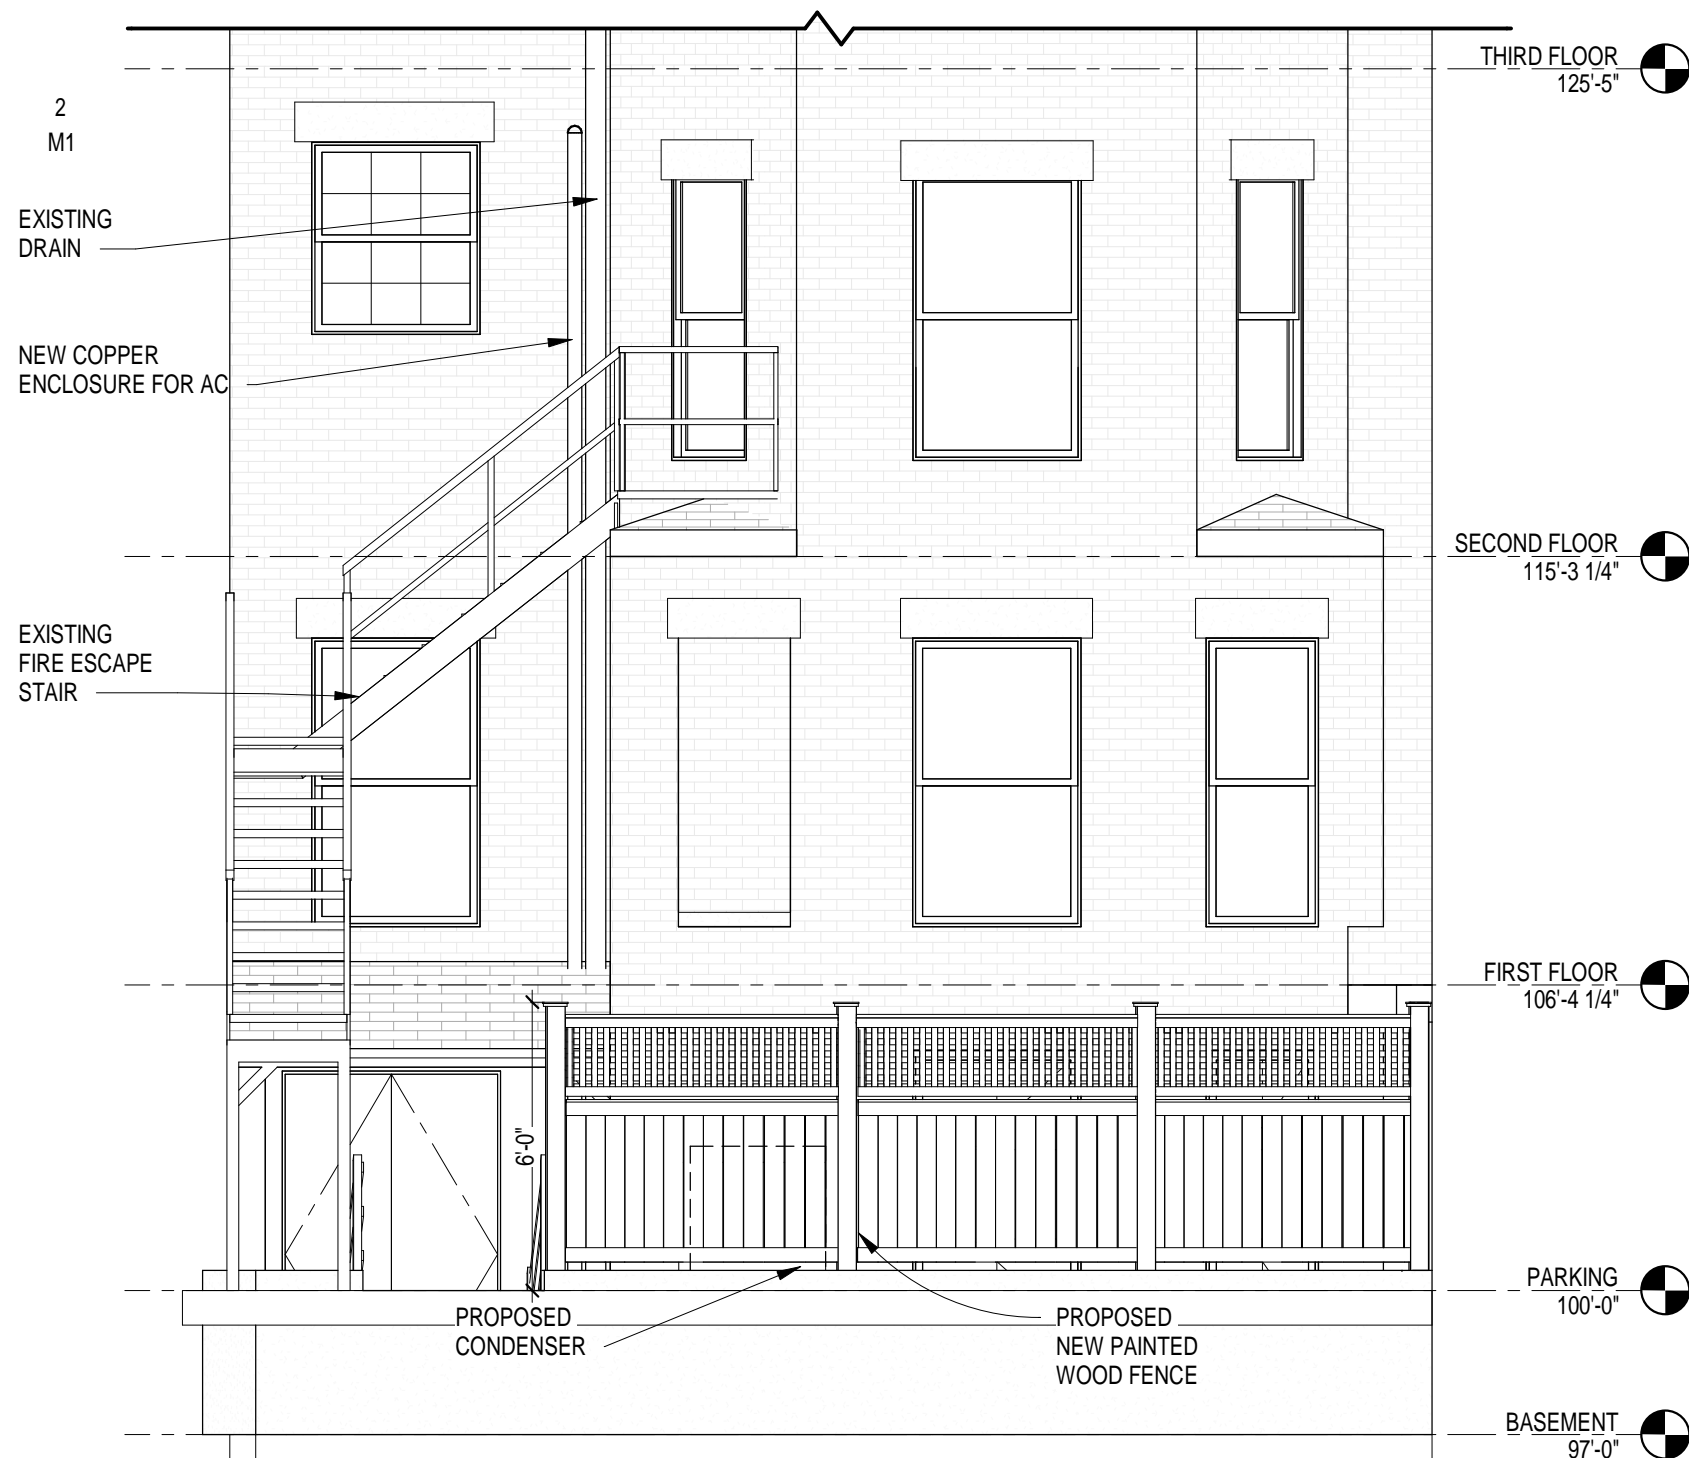 THIRD FLOOR
125'-5"
2
M1
EXISTING
DRAIN
NEW COPPER
ENCLOSURE FOR AC
SECOND FLOOR
115'-3 1/4"
EXISTING
FIRE ESCAPE
STAIR
FIRST FLOOR
106'-4 1/4"
6'-0"
PARKING
100'-0"
PROPOSED
CONDENSER
PROPOSED
NEW PAINTED
WOOD FENCE
BASEMENT
97'-0"